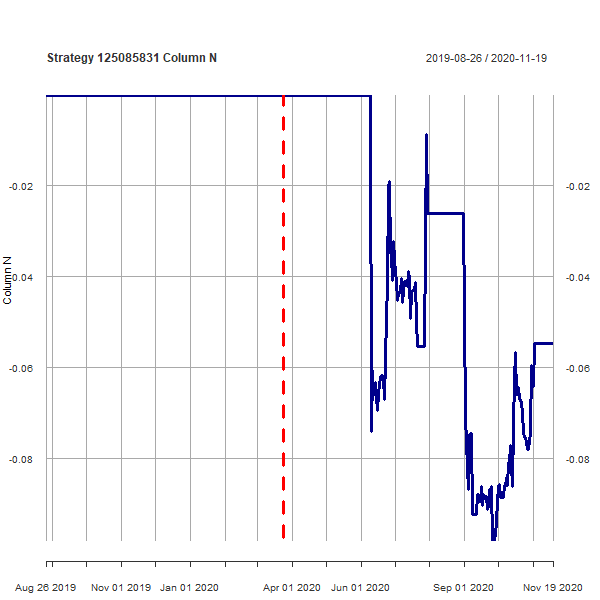 Strategy 125085831 Column N
2019-08-26 / 2020-11-19
-0.02
-0.02
-0.04
-0.04
Column N
-0.06
-0.06
-0.08
-0.08
Aug 26 2019
Nov 01 2019
Jan 01 2020
Apr 01 2020
Jun 01 2020
Sep 01 2020
Nov 19 2020